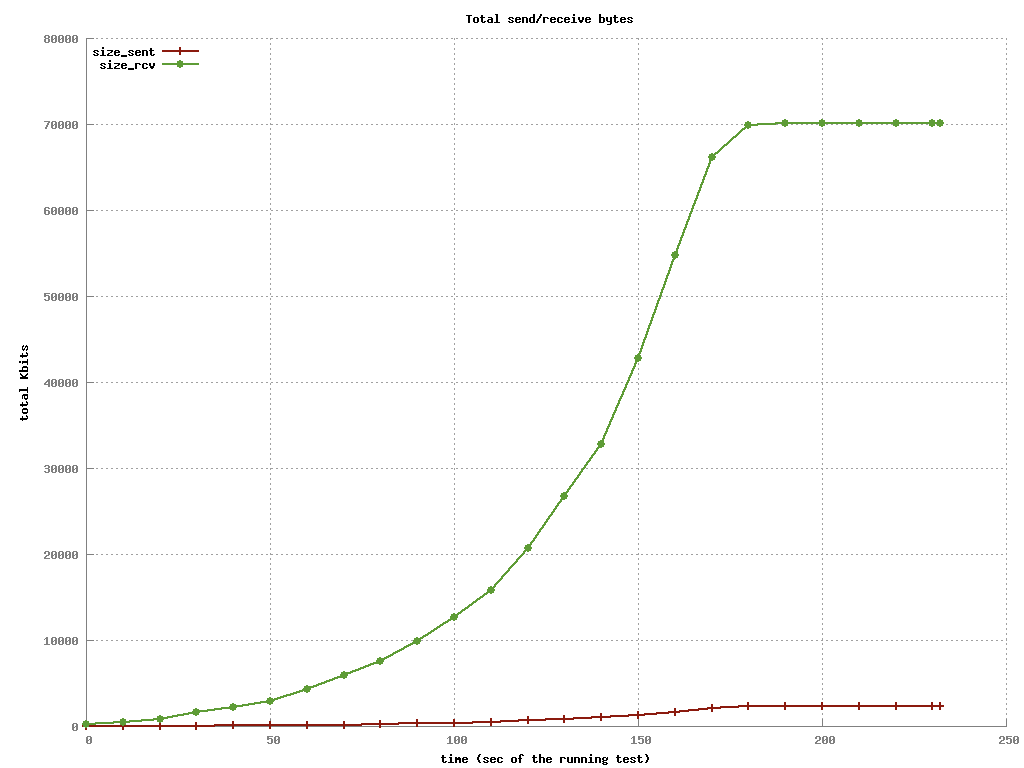 Total send/receive bytes
80000
size_sent
size_rcv
70000
60000
50000
total Kbits
40000
30000
20000
10000
0
0 50 100 150 200 250
time (sec of the running test)